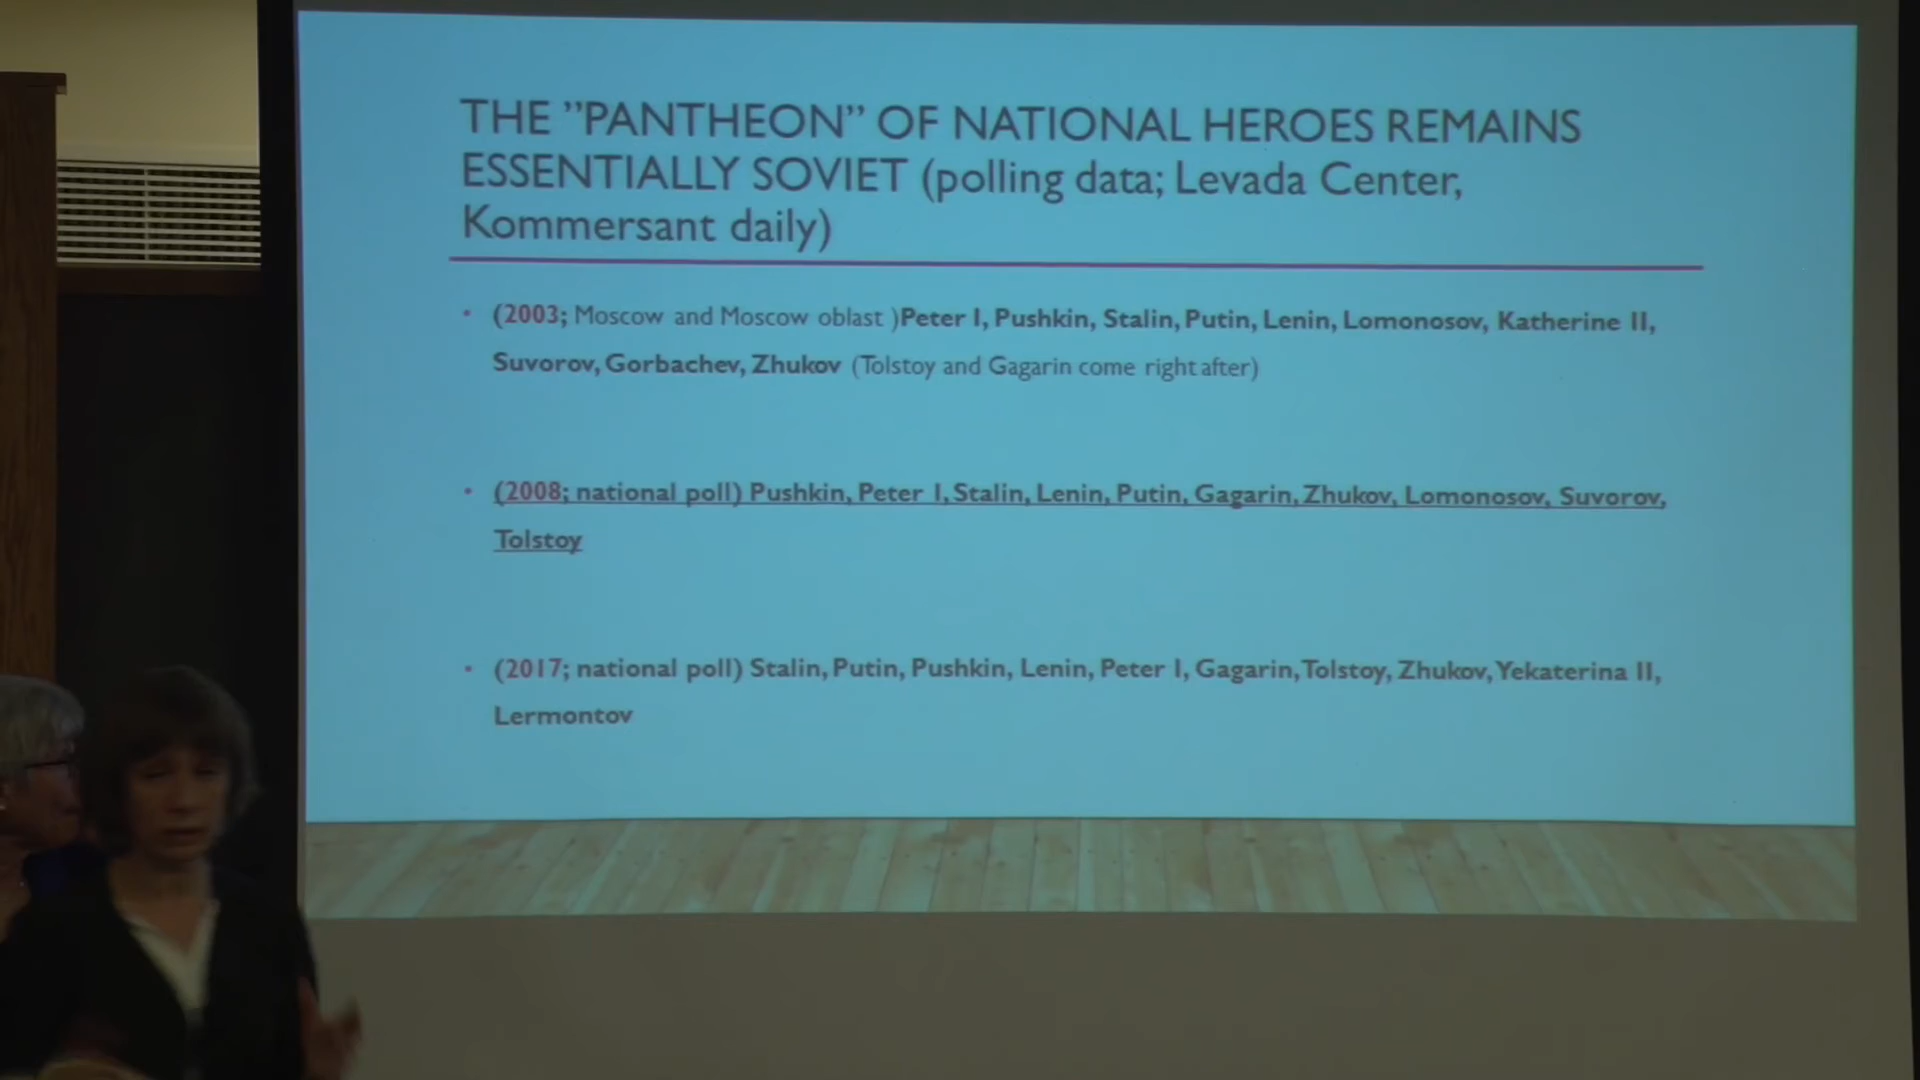 THE ”PANTHEON” OF NATIONAL HEROES REMAINS
ESSENTIALLY SOVIET (polling data; Levada Center,
Kommersant daily)
• (2003; Moscow and Moscow oblast )Peter I, Pushkin, Stalin, Putin, Lenin, Lomonosov, Katherine II,
Suvorov, Gorbachev, Zhukov (Tolstoy and Gagarin come right after)
• (2008; national poll) Pushkin, Peter I, Stalin, Lenin, Putin, Gagarin, Zhukov, Lomonosov, Suvorov,
Tolstoy
• (2017; national poll) Stalin, Putin, Pushkin, Lenin, Peter I, Gagarin, Tolstoy, Zhukov, Yekaterina II,
Lermontov